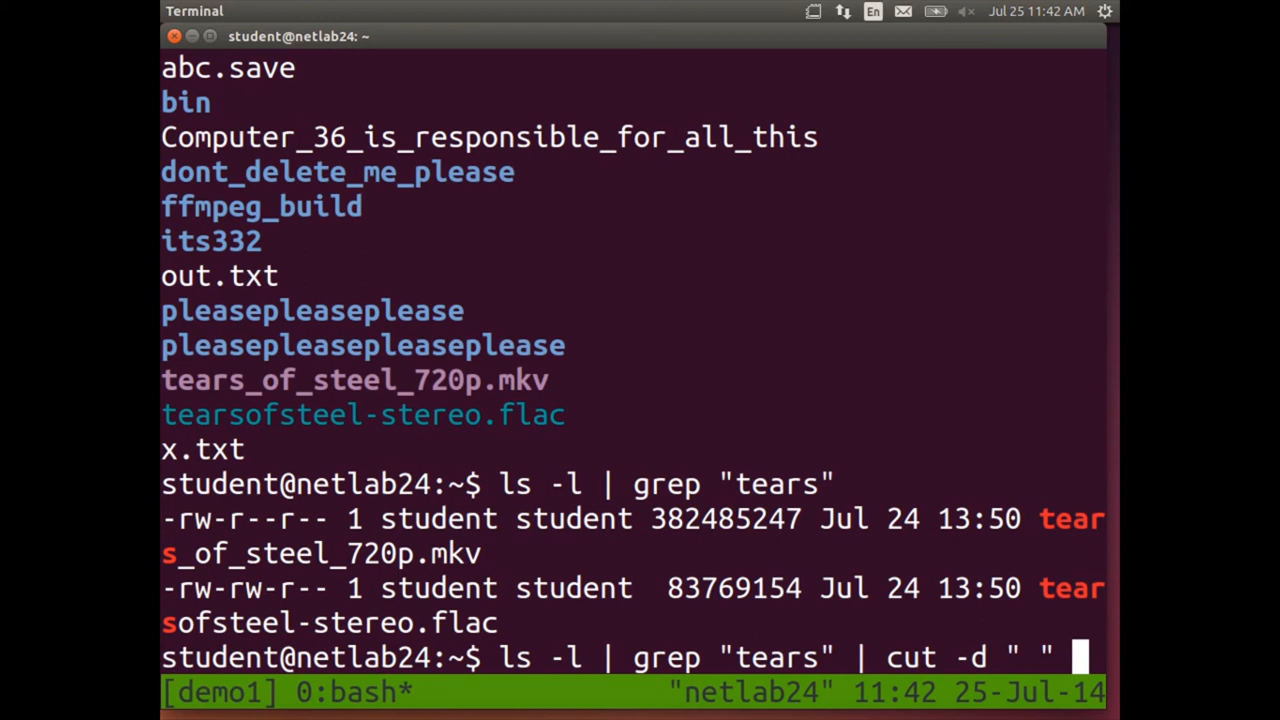 Terminal
En
Jul 25 11:42 AM
student@netlab24: ~
abc.save
bin
Computer_36_is_responsible_for_all_this
dont_delete_me_please
ffmpeg_build
its332
out.txt
pleasepleaseplease
pleasepleasepleaseplease
tears_of_steel_720p.mkv
tearsofsteel-stereo.flac
x.txt
student@netlab24:~$ ls -l | grep "tears"
-rw-r--r-- 1 student student 382485247 Jul 24 13:50 tear
s_of_steel_720p.mkv
-rw-rw-r-- 1 student student  83769154 Jul 24 13:50 tear
sofsteel-stereo.flac
student@netlab24:~$ ls -l | grep "tears" | cut -d " "
[demo1] 0:bash* "netlab24" 11:42 25-Jul-14